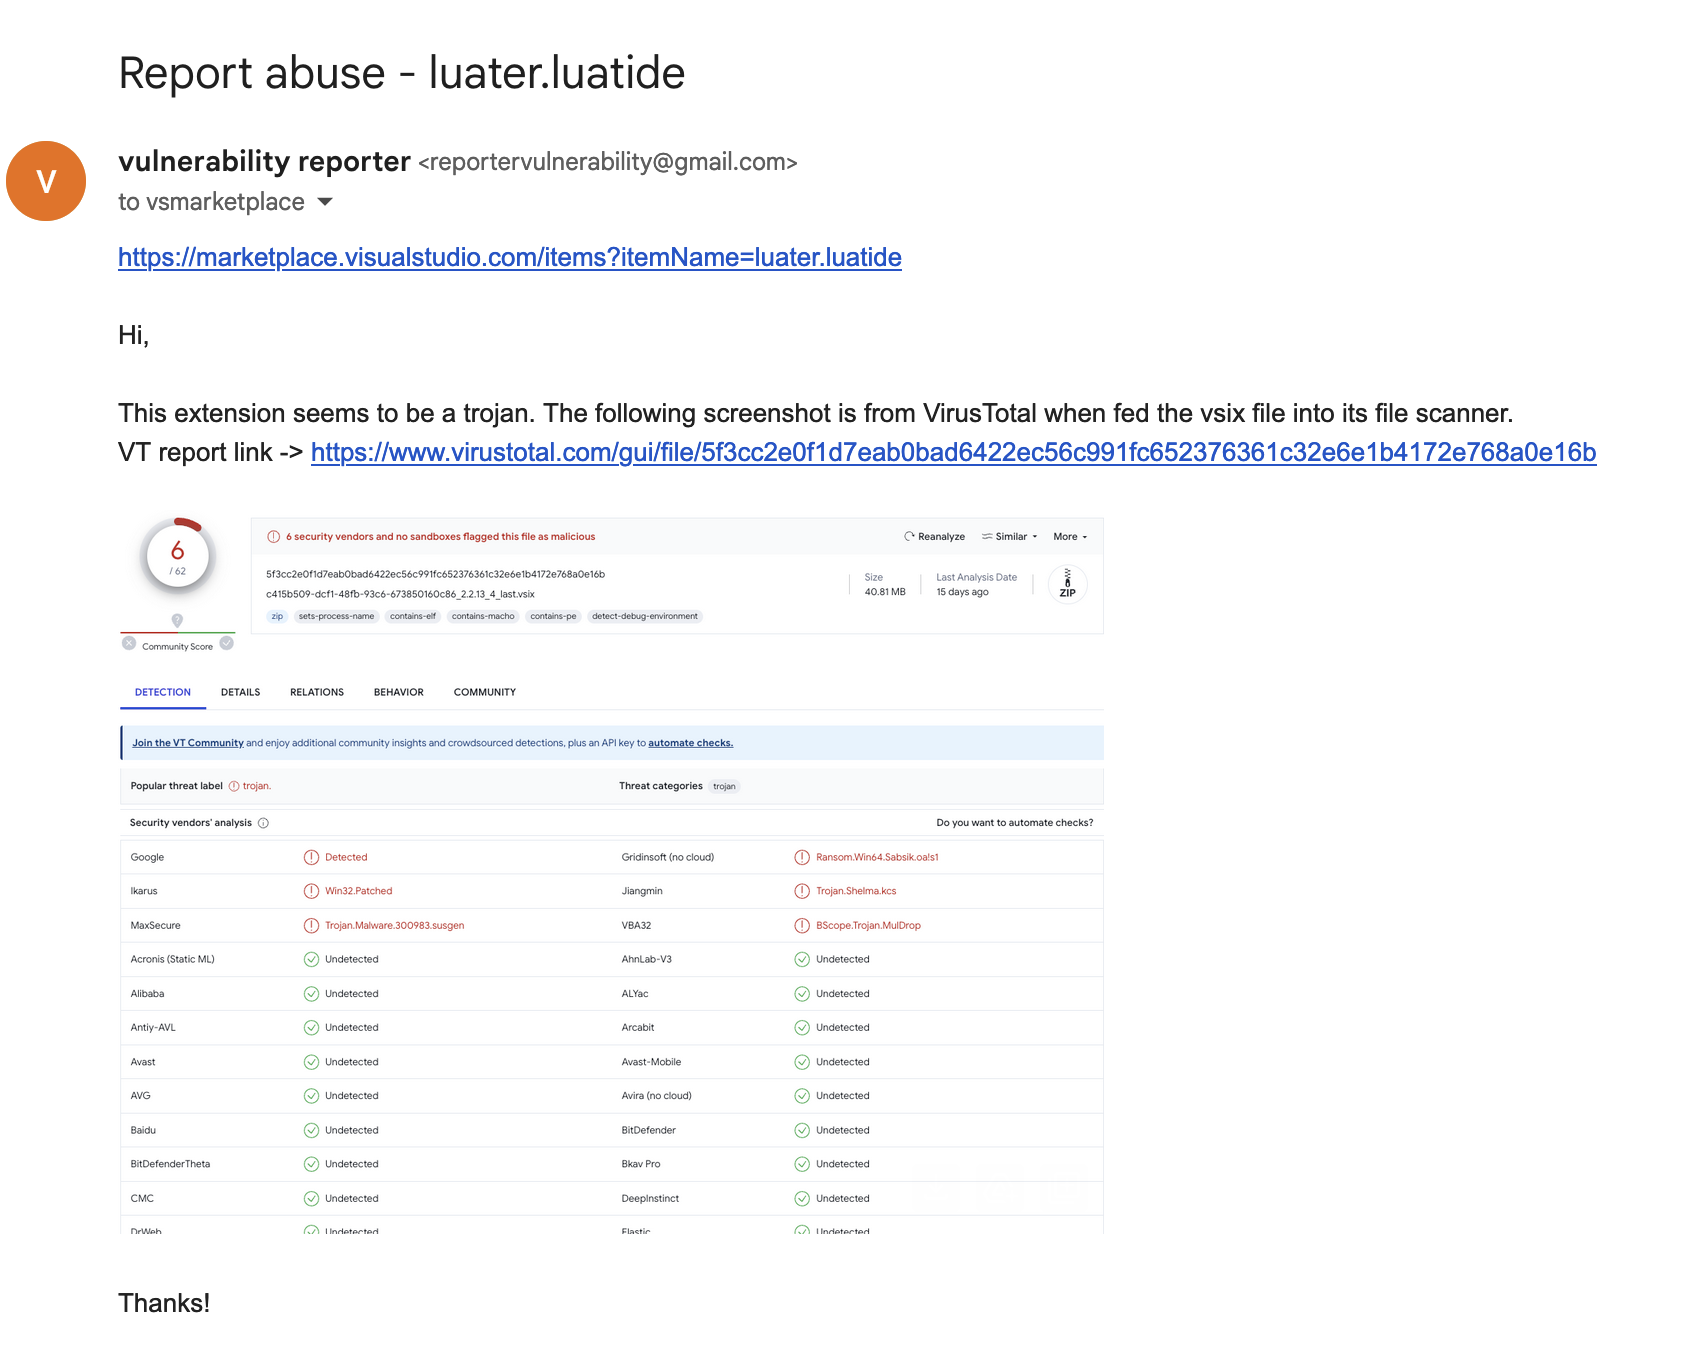 Report abuse - luater.luatide
V
vulnerability reporter <reportervulnerability@gmail.com>
to vsmarketplace
https://marketplace.visualstudio.com/items?itemName=luater.luatide
Hi,
This extension seems to be a trojan. The following screenshot is from VirusTotal when fed the vsix file into its file scanner.
VT report link -> https://www.virustotal.com/gui/file/5f3cc2e0f1d7eab0bad6422ec56c991fc652376361c32e6e1b4172e768a0e16b
6
/ 62
Community Score
6 security vendors and no sandboxes flagged this file as malicious
Reanalyze Similar More
5f3cc2e0f1d7eab0bad6422ec56c991fc652376361c32e6e1b4172e768a0e16b
c415b509-dcf1-48fb-93c6-673850160c86_2.2.13_4_last.vsix
zip sets-process-name contains-elf contains-macho contains-pe detect-debug-environment
Size
40.81 MB
Last Analysis Date
15 days ago
ZIP
DETECTION DETAILS RELATIONS BEHAVIOR COMMUNITY
Join the VT Community and enjoy additional community insights and crowdsourced detections, plus an API key to automate checks.
Popular threat label trojan. Threat categories trojan
Security vendors' analysis Do you want to automate checks?
Google Detected Gridinsoft (no cloud) Ransom.Win64.Sabsik.oa!s1
Ikarus Win32.Patched Jiangmin Trojan.Shelma.kcs
MaxSecure Trojan.Malware.300983.susgen VBA32 BScope.Trojan.MulDrop
Acronis (Static ML) Undetected AhnLab-V3 Undetected
Alibaba Undetected ALYac Undetected
Antiy-AVL Undetected Arcabit Undetected
Avast Undetected Avast-Mobile Undetected
AVG Undetected Avira (no cloud) Undetected
Baidu Undetected BitDefender Undetected
BitDefenderTheta Undetected Bkav Pro Undetected
CMC Undetected DeepInstinct Undetected
DrWeb Undetected Elastic Undetected
Thanks!